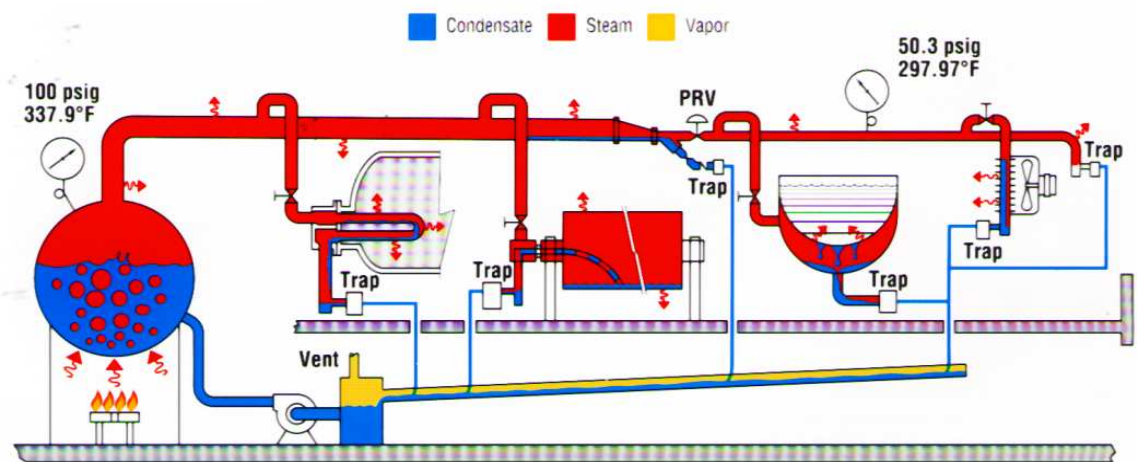 Condensate Steam Vapor
100 psig
337.9°F
50.3 psig
297.97°F
PRV
Trap
Trap
Trap
Trap
Trap
Trap
Vent